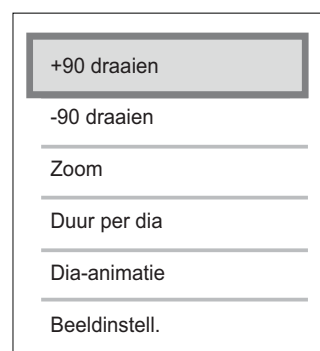 +90 draaien
-90 draaien
Zoom
Duur per dia
Dia-animatie
Beeldinstell.